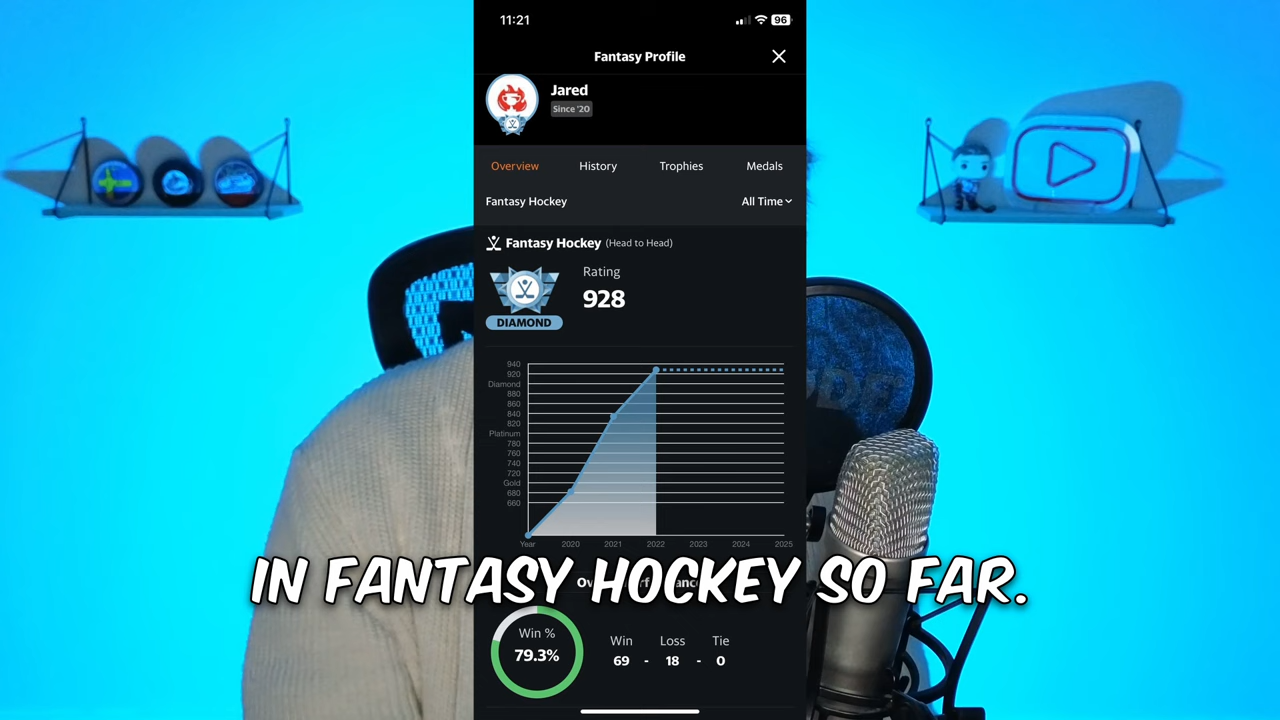 11:21
96
Fantasy Profile
Jared
Since '20
Overview History Trophies Medals
Fantasy Hockey All Time
Fantasy Hockey (Head to Head)
Rating
928
DIAMOND
940
920
Diamond
880
860
840
820
Platinum
780
760
740
720
Gold
680
660
Year 2020 2021 2022 2023 2024 2025
IN FANTASY HOCKEY SO FAR.
Win %
79.3%
Win Loss Tie
69 - 18 - 0